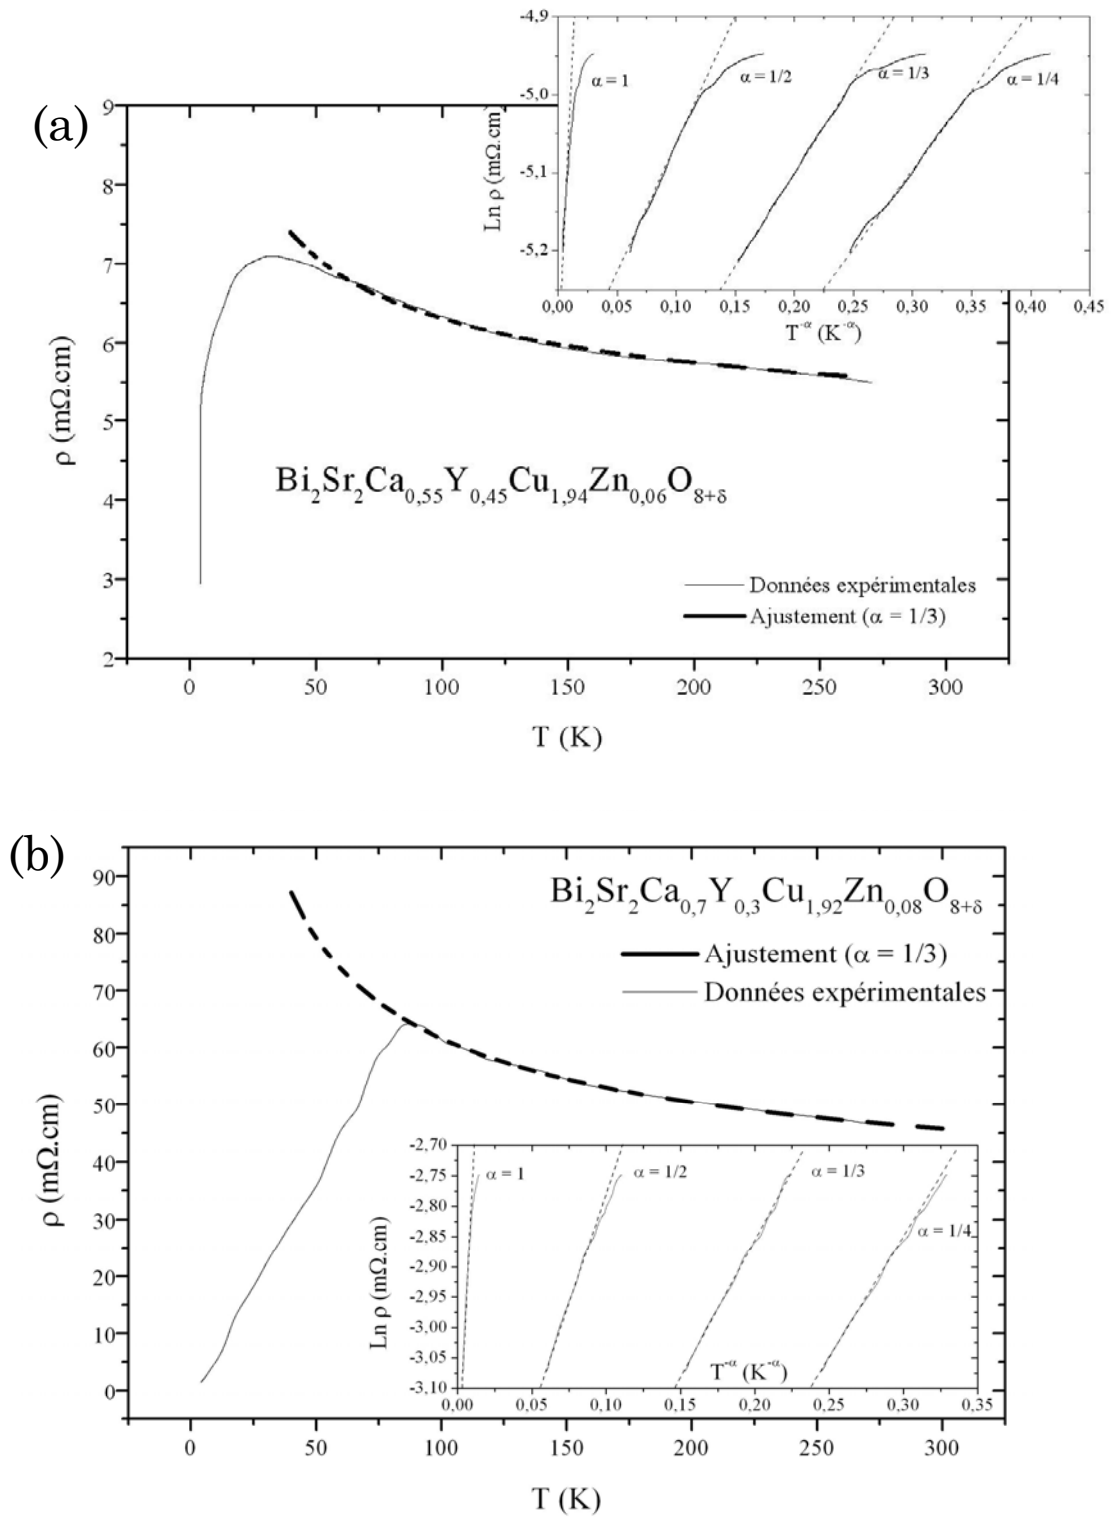 (a)
-4,9
-5,0
-5,1
-5,2
Ln ρ (mΩ.cm)
α = 1
α = 1/2
α = 1/3
α = 1/4
0,00 0,05 0,10 0,15 0,20 0,25 0,30 0,35 0,40 0,45
T^-α (K^-α)
9
8
7
6
5
4
3
2
ρ (mΩ.cm)
Bi₂Sr₂Ca₀,₅₅Y₀,₄₅Cu₁,₉₄Zn₀,₀₆O₈₊δ
Données expérimentales
Ajustement (α = 1/3)
0 50 100 150 200 250 300
T (K)
(b)
90
80
70
60
50
40
30
20
10
0
ρ (mΩ.cm)
Bi₂Sr₂Ca₀,₇Y₀,₃Cu₁,₉₂Zn₀,₀₈O₈₊δ
Ajustement (α = 1/3)
Données expérimentales
-2,70
-2,75
-2,80
-2,85
-2,90
-2,95
-3,00
-3,05
-3,10
Ln ρ (mΩ.cm)
α = 1
α = 1/2
α = 1/3
α = 1/4
T^-α (K^-α)
0,00 0,05 0,10 0,15 0,20 0,25 0,30 0,35
0 50 100 150 200 250 300
T (K)